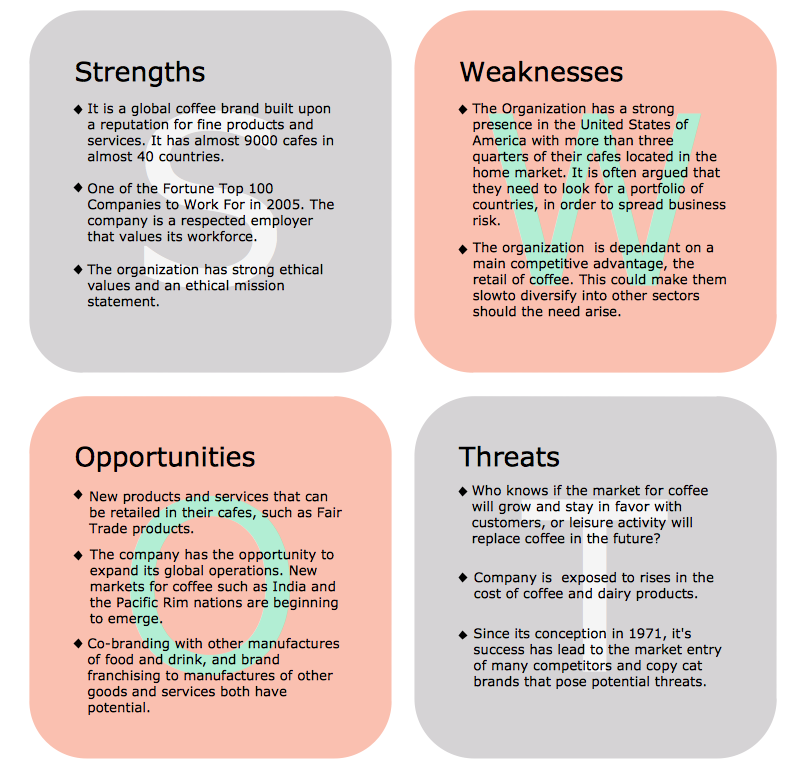 Strengths
◆ It is a global coffee brand built upon
a reputation for fine products and
services. It has almost 9000 cafes in
almost 40 countries.
◆ One of the Fortune Top 100
Companies to Work For in 2005. The
company is a respected employer
that values its workforce.
◆ The organization has strong ethical
values and an ethical mission
statement.
S
Weaknesses
◆ The Organization has a strong
presence in the United States of
America with more than three
quarters of their cafes located in the
home market. It is often argued that
they need to look for a portfolio of
countries, in order to spread business
risk.
◆ The organization  is dependant on a
main competitive advantage, the
retail of coffee. This could make them
slowto diversify into other sectors
should the need arise.
W
Opportunities
◆ New products and services that can
be retailed in their cafes, such as Fair
Trade products.
◆ The company has the opportunity to
expand its global operations. New
markets for coffee such as India and
the Pacific Rim nations are beginning
to emerge.
◆ Co-branding with other manufactures
of food and drink, and brand
franchising to manufactures of other
goods and services both have
potential.
O
Threats
◆ Who knows if the market for coffee
will grow and stay in favor with
customers, or leisure activity will
replace coffee in the future?
◆ Company is  exposed to rises in the
cost of coffee and dairy products.
◆ Since its conception in 1971, it's
success has lead to the market entry
of many competitors and copy cat
brands that pose potential threats.
T